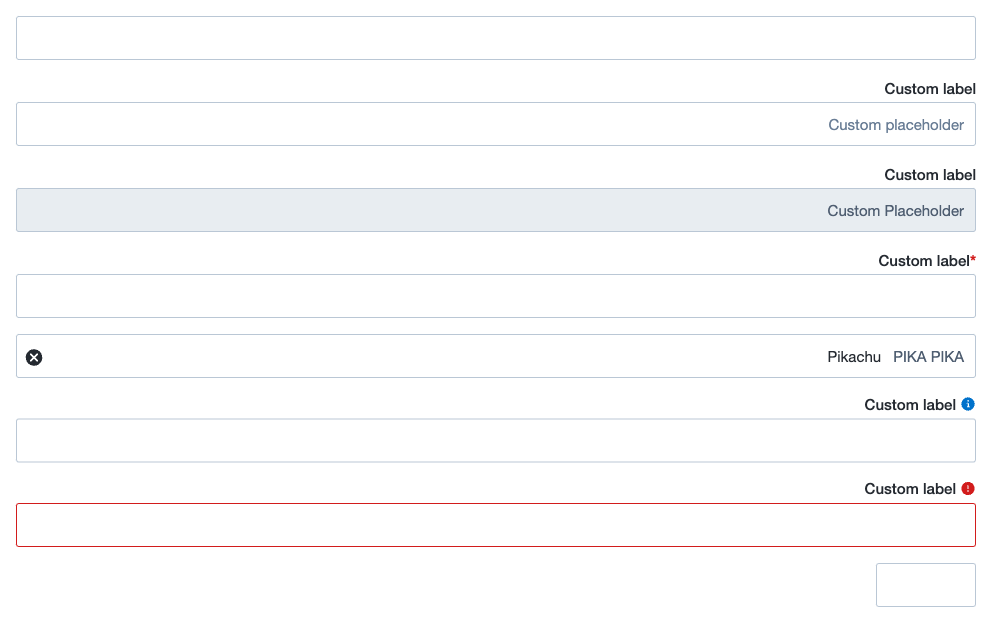 Custom label
Custom placeholder
Custom label
Custom Placeholder
Custom label*
Pikachu PIKA PIKA
Custom label
Custom label